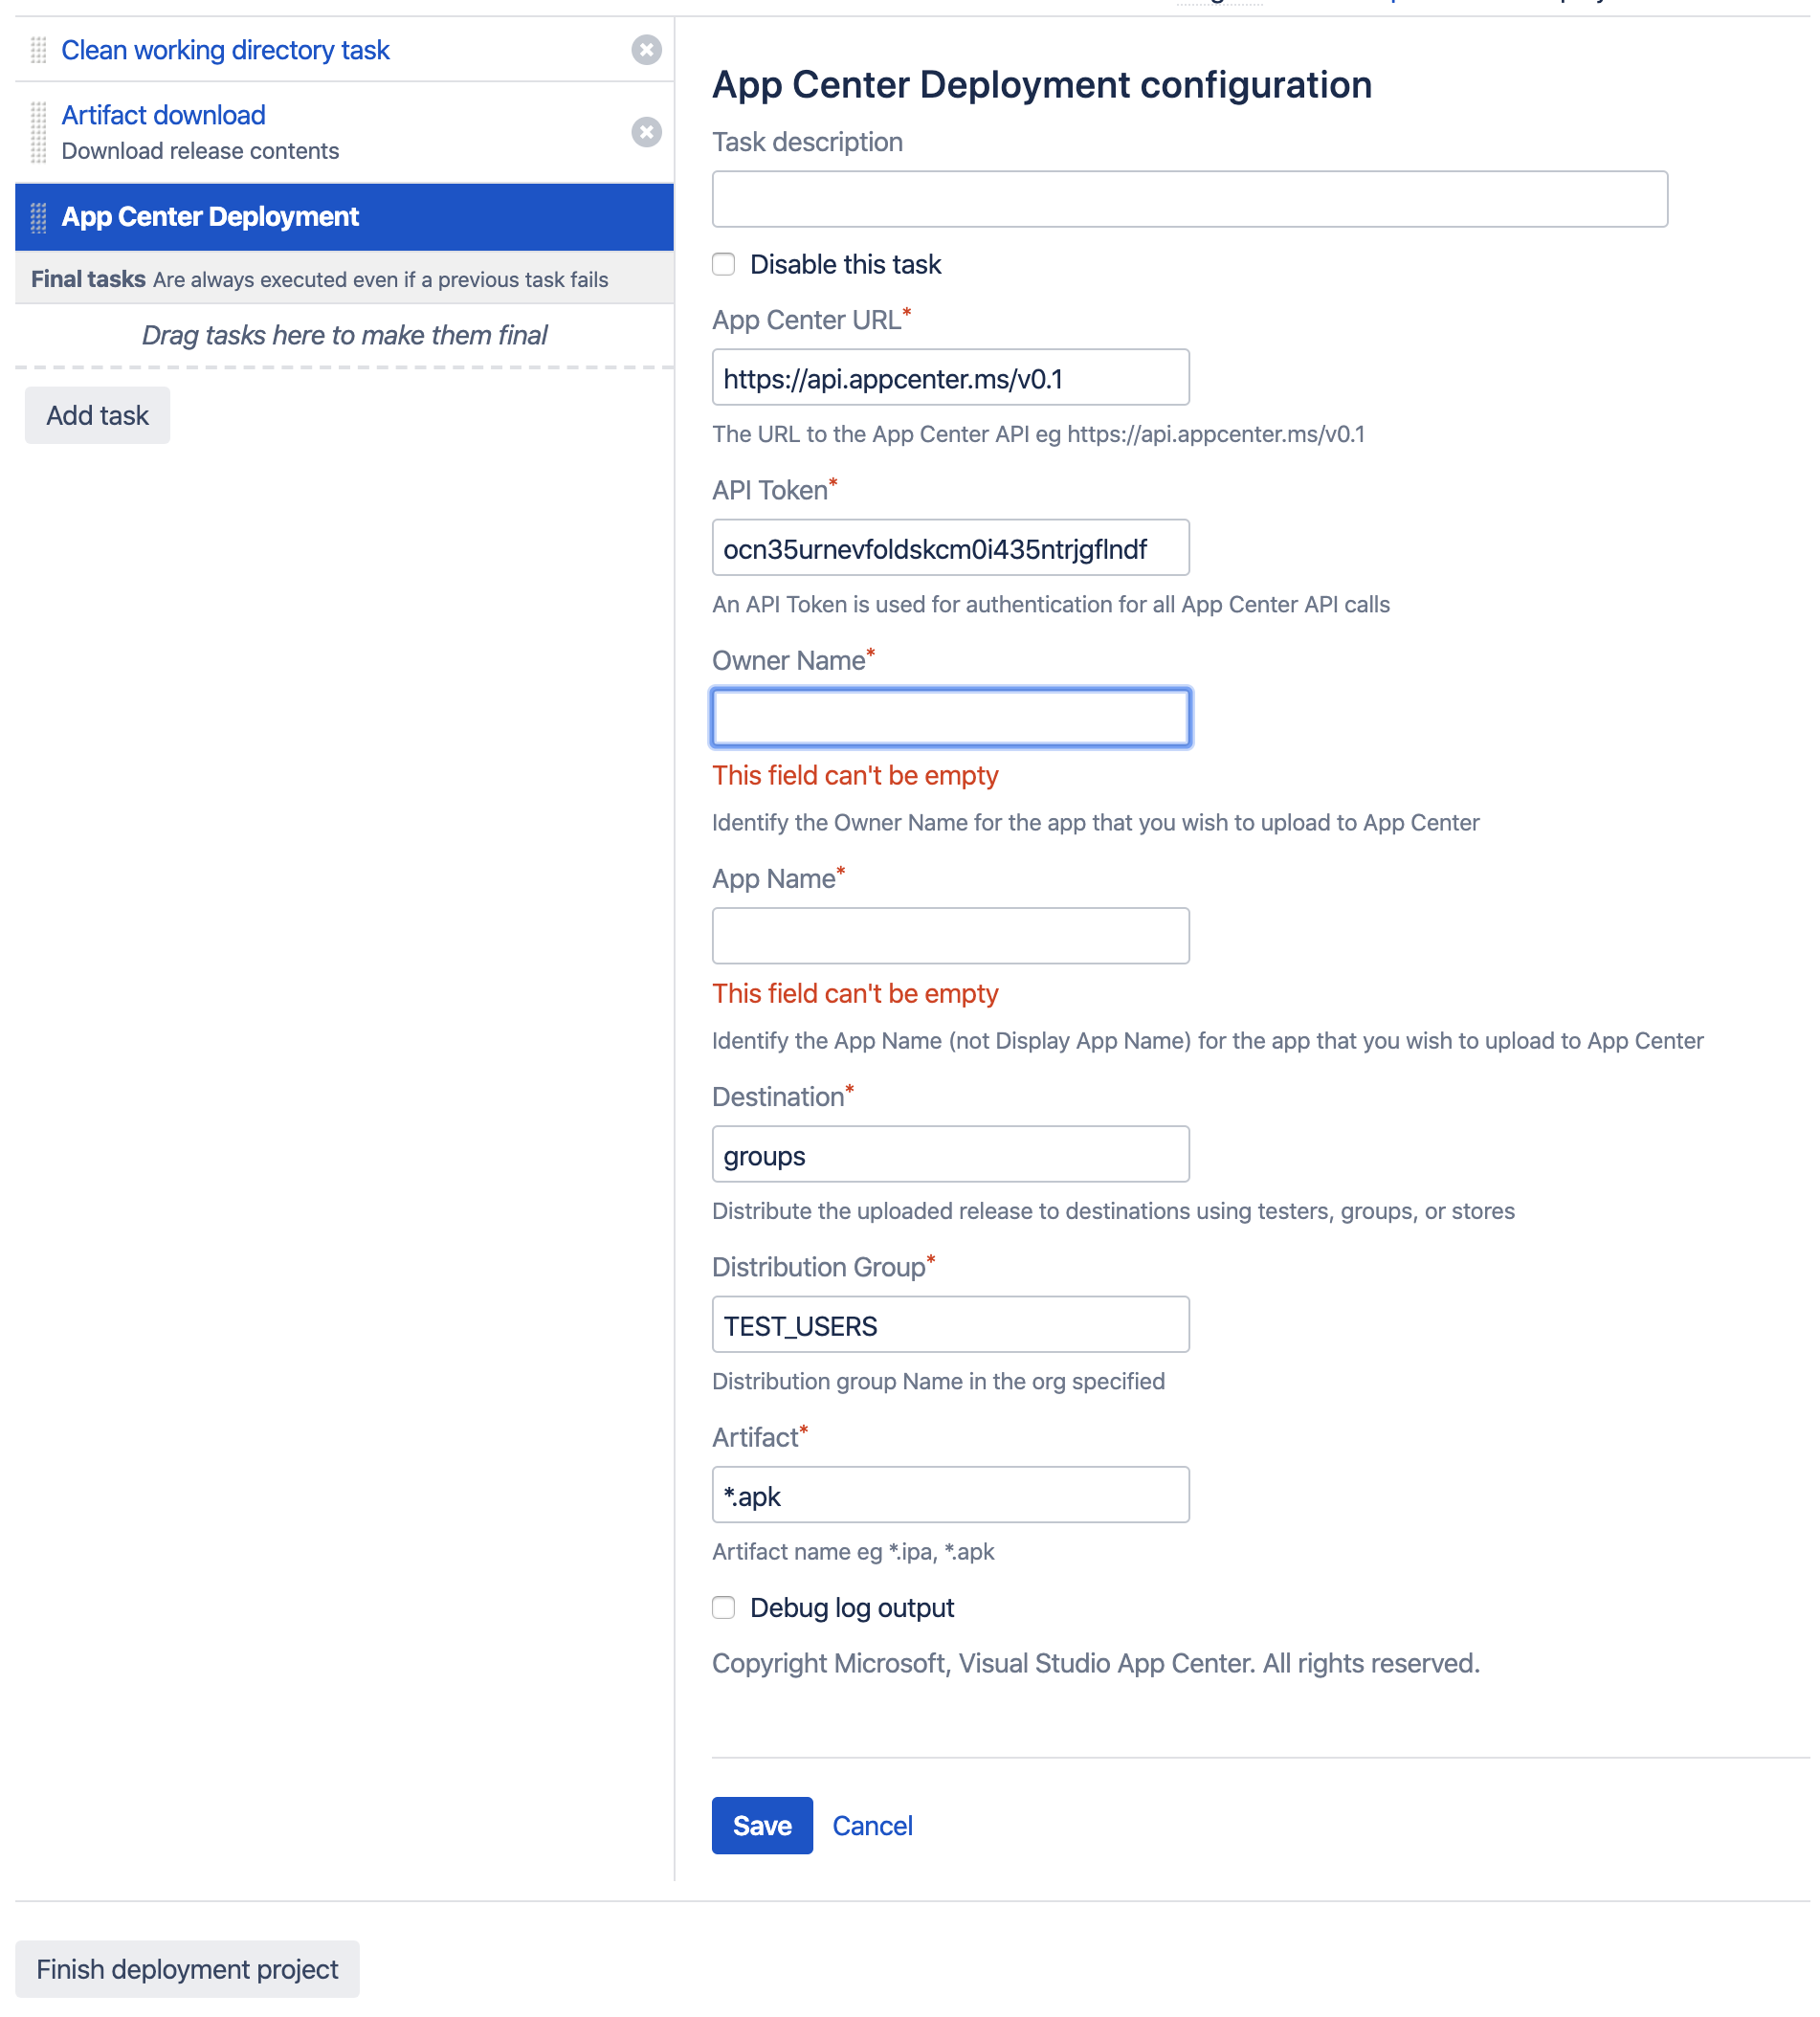 Clean working directory task
Artifact download
Download release contents
App Center Deployment
Final tasks Are always executed even if a previous task fails
Drag tasks here to make them final
Add task
App Center Deployment configuration
Task description
Disable this task
App Center URL*
https://api.appcenter.ms/v0.1
The URL to the App Center API eg https://api.appcenter.ms/v0.1
API Token*
ocn35urnevfoldskcm0i435ntrjgflndf
An API Token is used for authentication for all App Center API calls
Owner Name*
This field can't be empty
Identify the Owner Name for the app that you wish to upload to App Center
App Name*
This field can't be empty
Identify the App Name (not Display App Name) for the app that you wish to upload to App Center
Destination*
groups
Distribute the uploaded release to destinations using testers, groups, or stores
Distribution Group*
TEST_USERS
Distribution group Name in the org specified
Artifact*
*.apk
Artifact name eg *.ipa, *.apk
Debug log output
Copyright Microsoft, Visual Studio App Center. All rights reserved.
Save Cancel
Finish deployment project